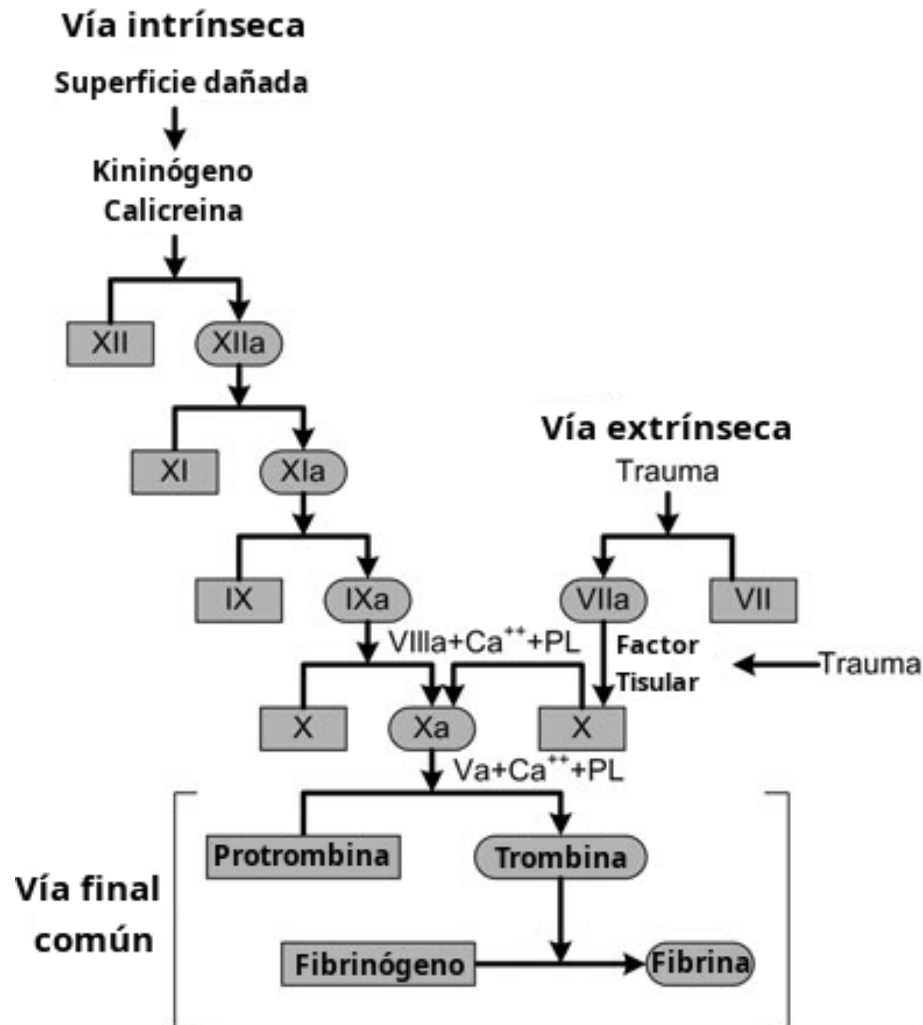 Vía intrínseca
Superficie dañada
Kininógeno
Calicreina
XII
XIIa
XI
XIa
Vía extrínseca
Trauma
IX
IXa
VIIa
VII
VIIIa+Ca⁺⁺+PL
Factor
Tisular
Trauma
X
Xa
X
Va+Ca⁺⁺+PL
Protrombina
Trombina
Vía final
común
Fibrinógeno
Fibrina